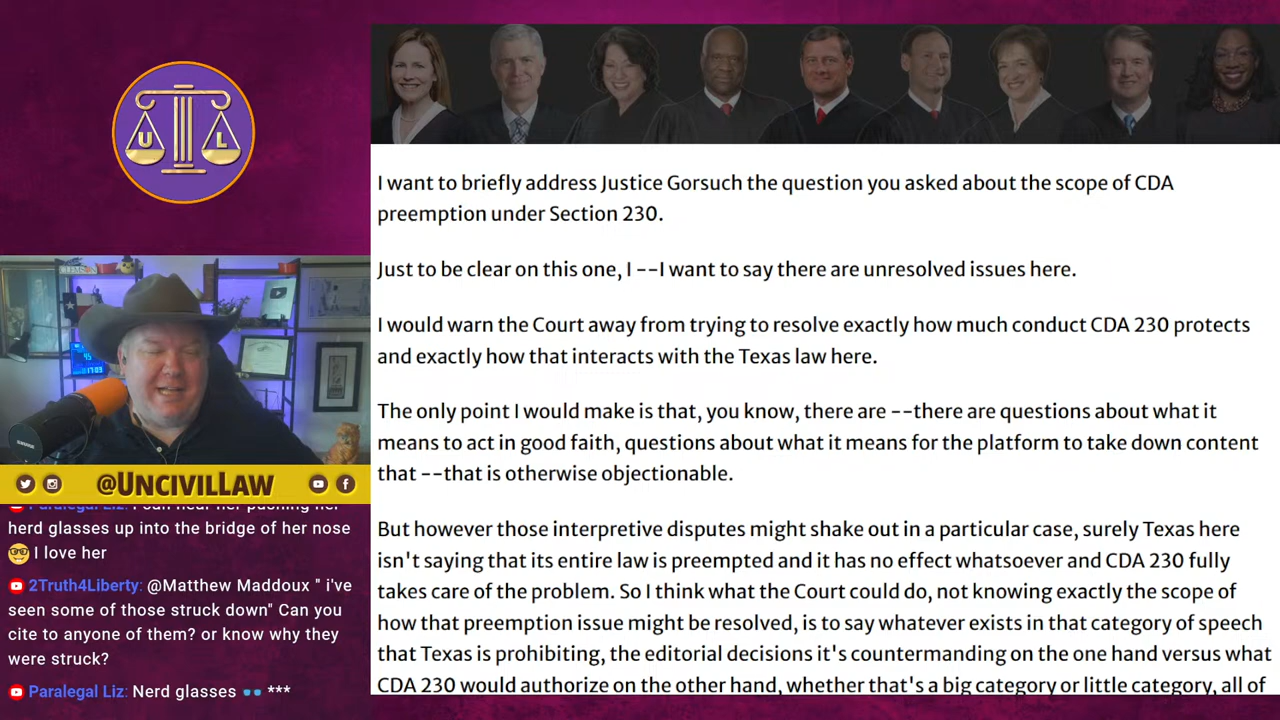 U L
I want to briefly address Justice Gorsuch the question you asked about the scope of CDA
preemption under Section 230.
Just to be clear on this one, I --I want to say there are unresolved issues here.
I would warn the Court away from trying to resolve exactly how much conduct CDA 230 protects
and exactly how that interacts with the Texas law here.
The only point I would make is that, you know, there are --there are questions about what it
means to act in good faith, questions about what it means for the platform to take down content
that --that is otherwise objectionable.
But however those interpretive disputes might shake out in a particular case, surely Texas here
isn't saying that its entire law is preempted and it has no effect whatsoever and CDA 230 fully
takes care of the problem. So I think what the Court could do, not knowing exactly the scope of
how that preemption issue might be resolved, is to say whatever exists in that category of speech
that Texas is prohibiting, the editorial decisions it's countermanding on the one hand versus what
CDA 230 would authorize on the other hand, whether that's a big category or little category, all of
@UNCIVILLAW
Paralegal Liz: I can hear her pushing her
herd glasses up into the bridge of her nose
I love her
2Truth4Liberty: @Matthew Maddoux " i've
seen some of those struck down" Can you
cite to anyone of them? or know why they
were struck?
Paralegal Liz: Nerd glasses ***